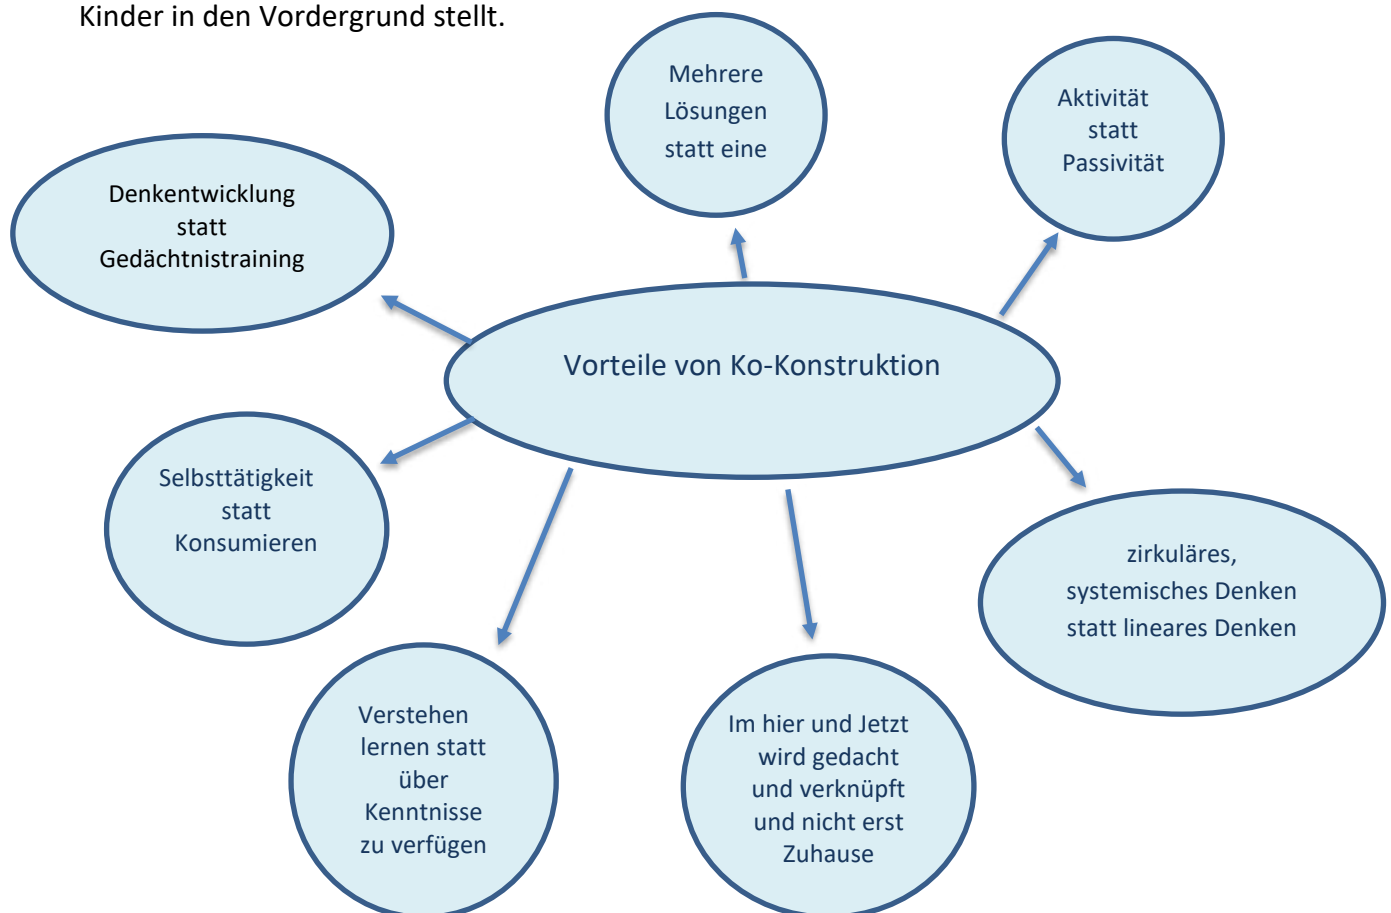 Kinder in den Vordergrund stellt.
Mehrere
Lösungen
statt eine
Aktivität
statt
Passivität
Denkentwicklung
statt
Gedächtnistraining
Vorteile von Ko-Konstruktion
Selbsttätigkeit
statt
Konsumieren
zirkuläres,
systemisches Denken
statt lineares Denken
Verstehen
lernen statt
über
Kenntnisse
zu verfügen
Im hier und Jetzt
wird gedacht
und verknüpft
und nicht erst
Zuhause